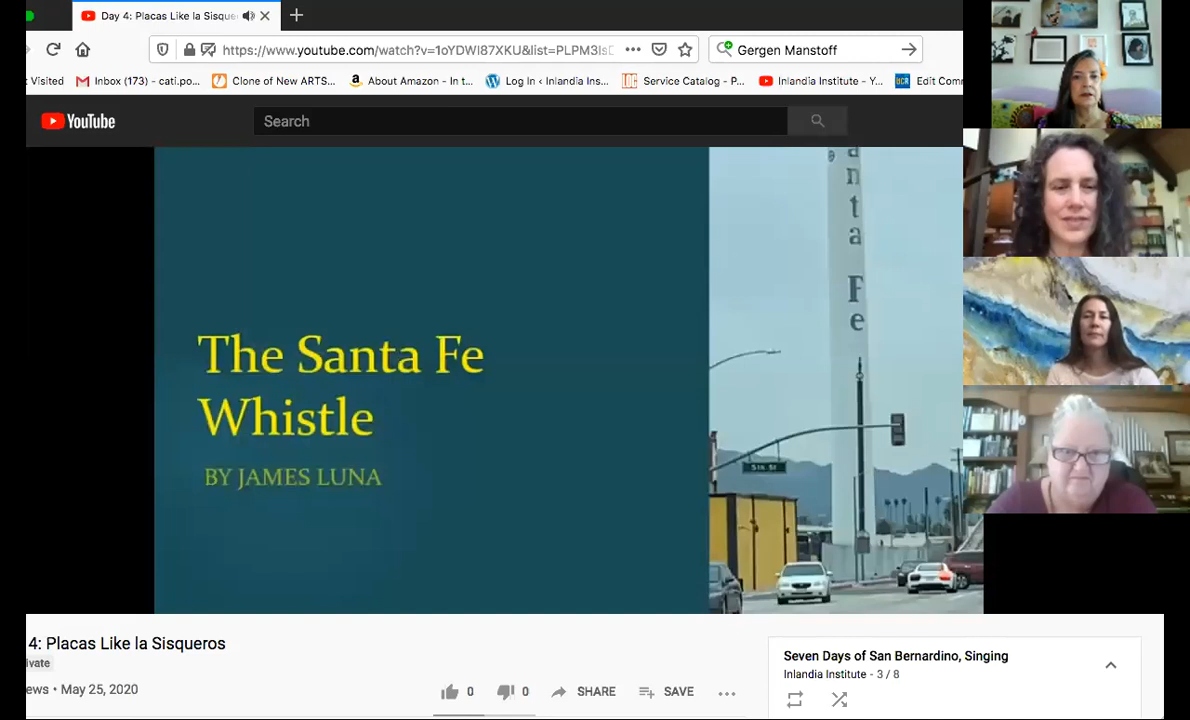 Day 4: Placas Like la Sisque
https://www.youtube.com/watch?v=1oYDWI87XKU&list=PLPM3Is
Gergen Manstoff
Visited
Inbox (173) - cati.po...
Clone of New ARTS...
About Amazon - In t...
Log In ‹ Inlandia Ins...
Service Catalog - P...
Inlandia Institute - Y...
UCR
Edit Comm
YouTube
Search
anta Fe
The Santa Fe
Whistle
BY JAMES LUNA
5TH ST
4: Placas Like la Sisqueros
ivate
ews • May 25, 2020
0
0
SHARE
SAVE
Seven Days of San Bernardino, Singing
Inlandia Institute - 3 / 8